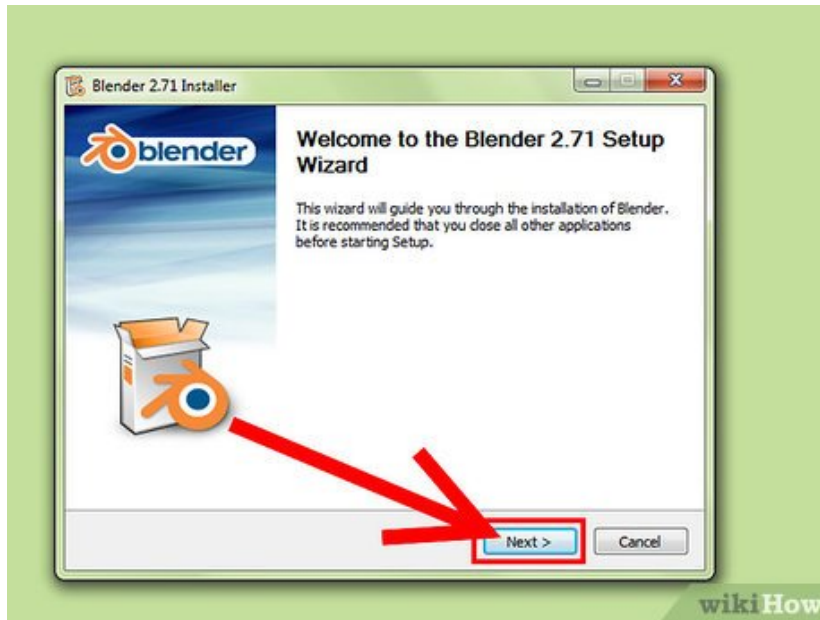 Blender 2.71 Installer
blender
Welcome to the Blender 2.71 Setup
Wizard
This wizard will guide you through the installation of Blender.
It is recommended that you close all other applications
before starting Setup.
Next >
Cancel
wikiHow